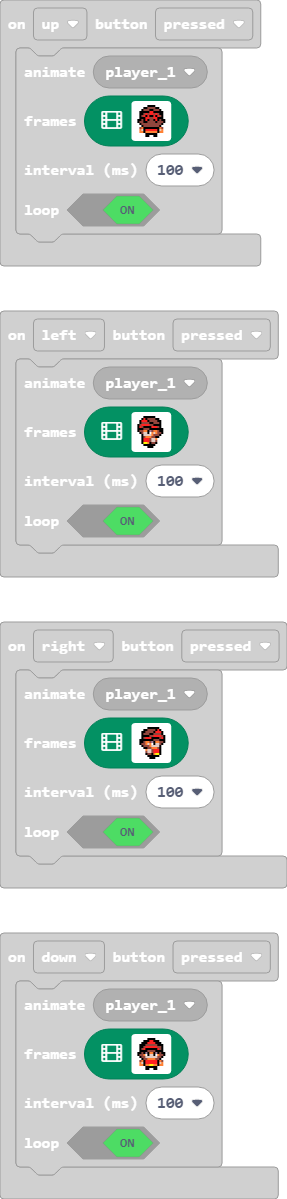 on up button pressed
animate player_1
frames
interval (ms) 100
loop ON
on left button pressed
animate player_1
frames
interval (ms) 100
loop ON
on right button pressed
animate player_1
frames
interval (ms) 100
loop ON
on down button pressed
animate player_1
frames
interval (ms) 100
loop ON